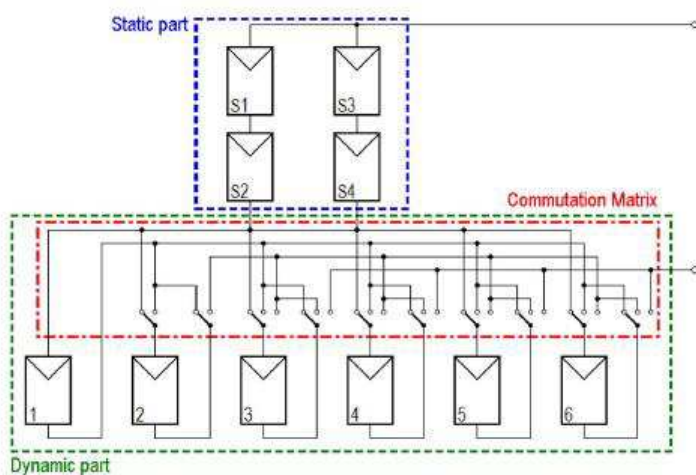 Static part
S1
S3
S2
S4
Commutation Matrix
1
2
3
4
5
6
Dynamic part